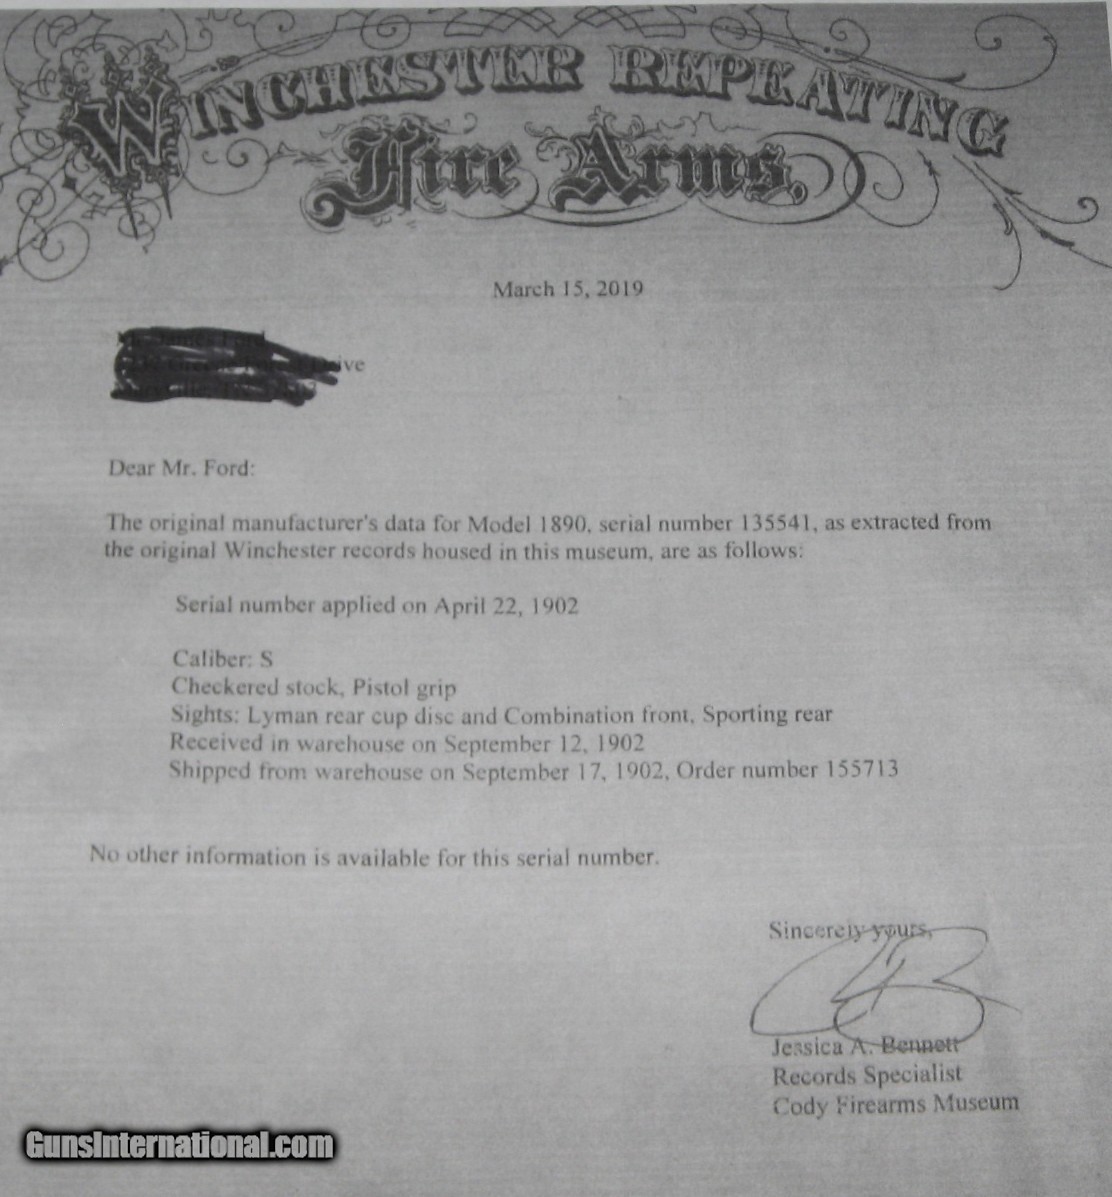 WINCHESTER REPEATING
Fire Arms.
March 15, 2019
Drive
Dear Mr. Ford:
The original manufacturer's data for Model 1890, serial number 135541, as extracted from
the original Winchester records housed in this museum, are as follows:
Serial number applied on April 22, 1902
Caliber: S
Checkered stock, Pistol grip
Sights: Lyman rear cup disc and Combination front, Sporting rear
Received in warehouse on September 12, 1902
Shipped from warehouse on September 17, 1902, Order number 155713
No other information is available for this serial number.
Sincerely yours,
Jessica A. Bennett
Records Specialist
Cody Firearms Museum
GunsInternational.com